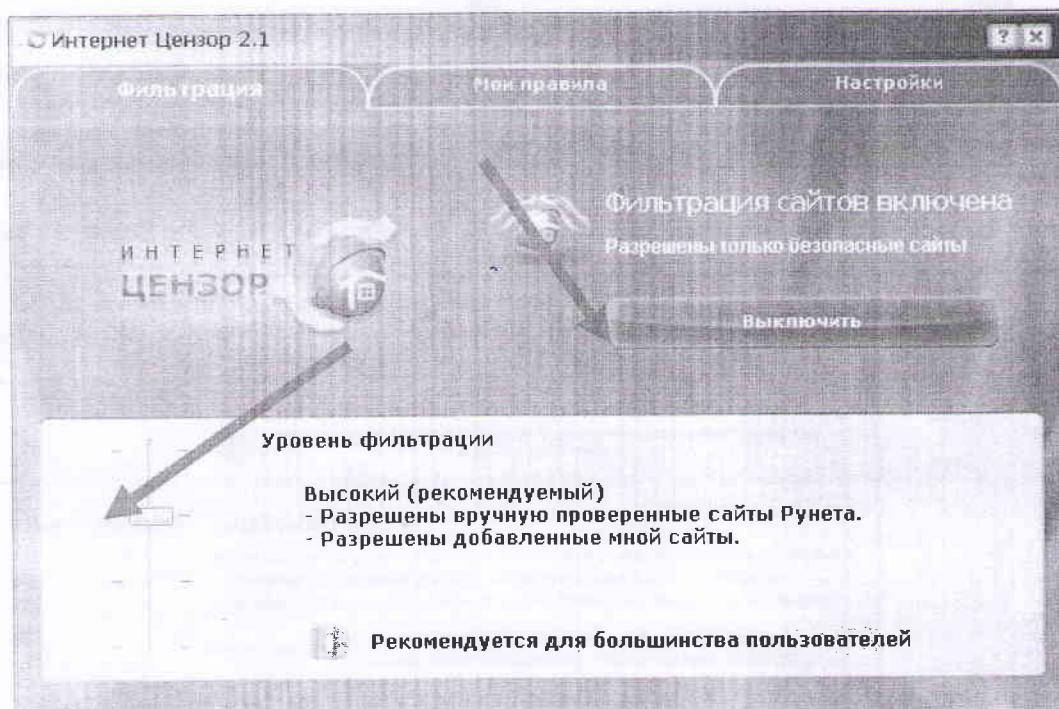 Интернет Цензор 2.1
? ×
Фильтрация
Мои правила
Настройки
Фильтрация сайтов включена
Разрешены только безопасные сайты
ИНТЕРНЕТ
ЦЕНЗОР
Выключить
Уровень фильтрации
Высокий (рекомендуемый)
- Разрешены вручную проверенные сайты Рунета.
- Разрешены добавленные мной сайты.
Рекомендуется для большинства пользователей